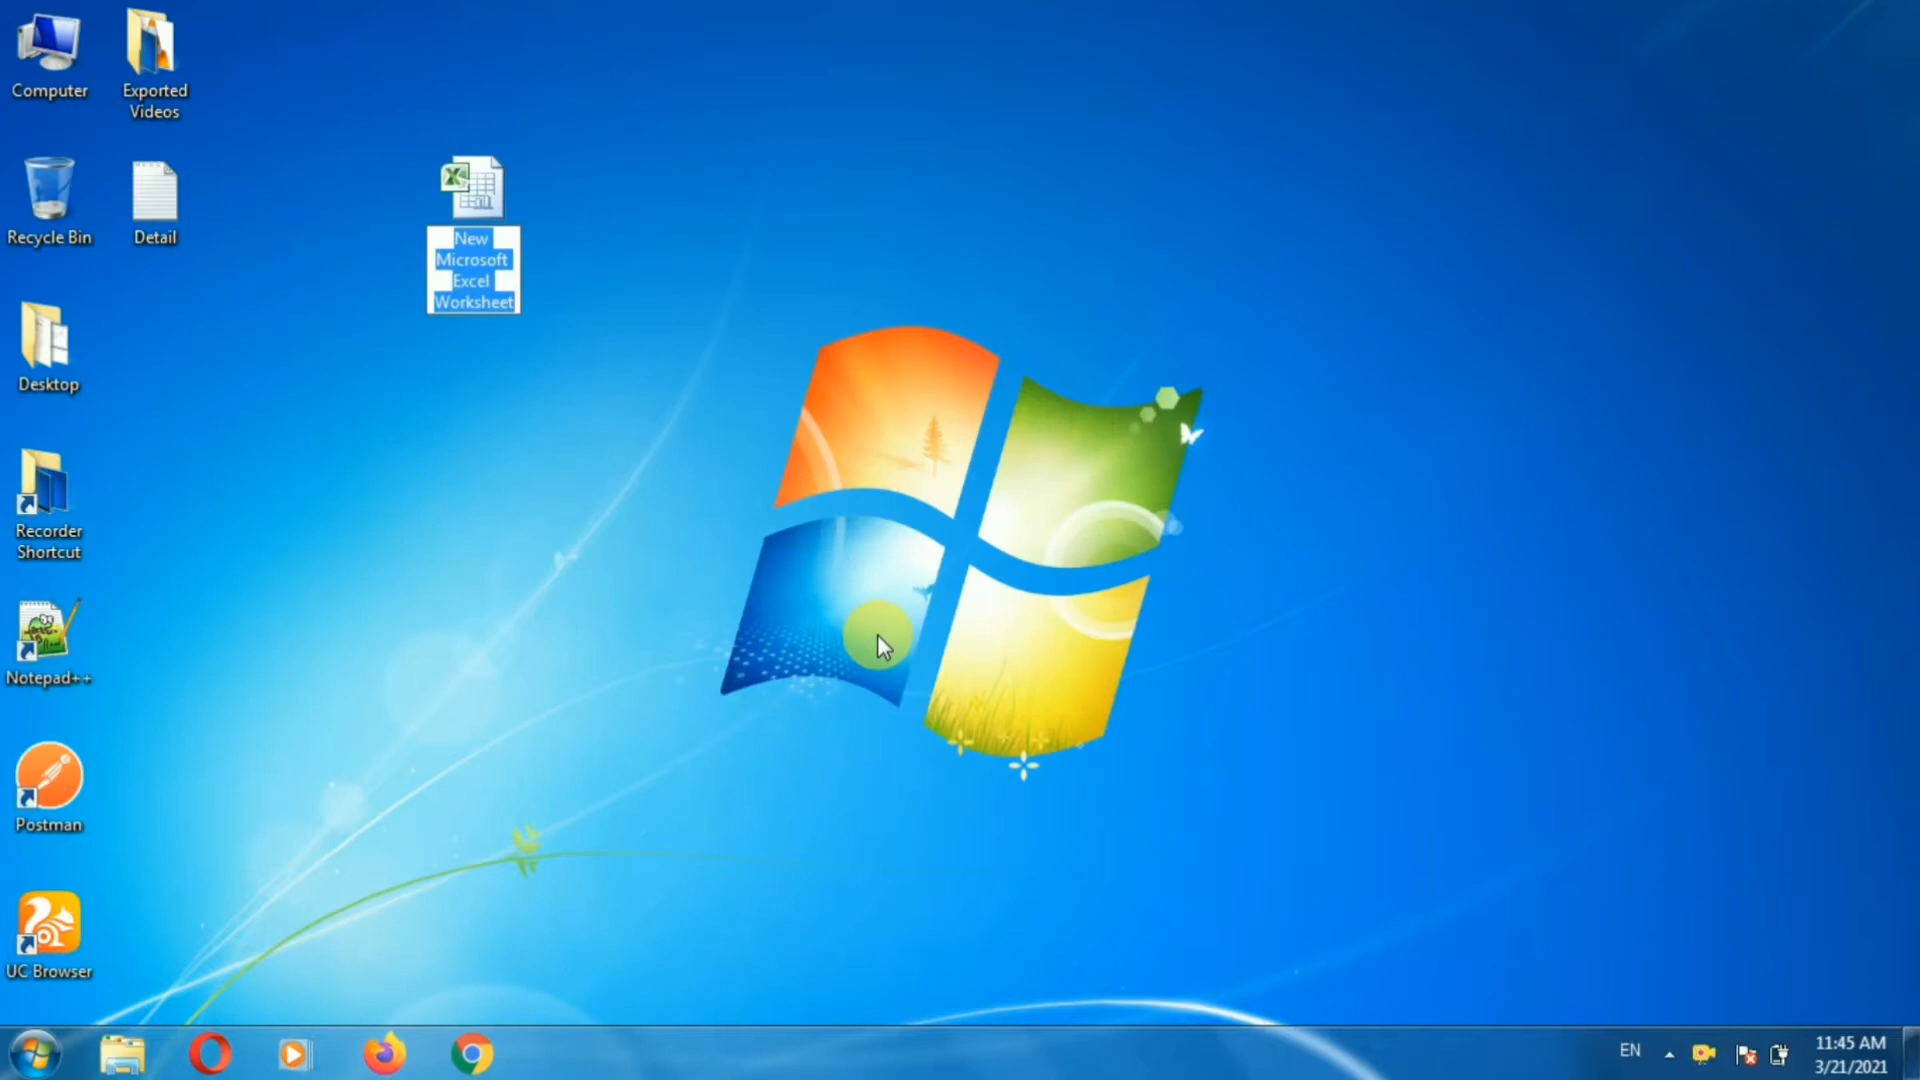 Computer
Exported
Videos
Recycle Bin
Detail
New
Microsoft
Excel
Worksheet
Desktop
Recorder
Shortcut
Notepad++
Postman
UC Browser
EN
11:45 AM
3/21/2021